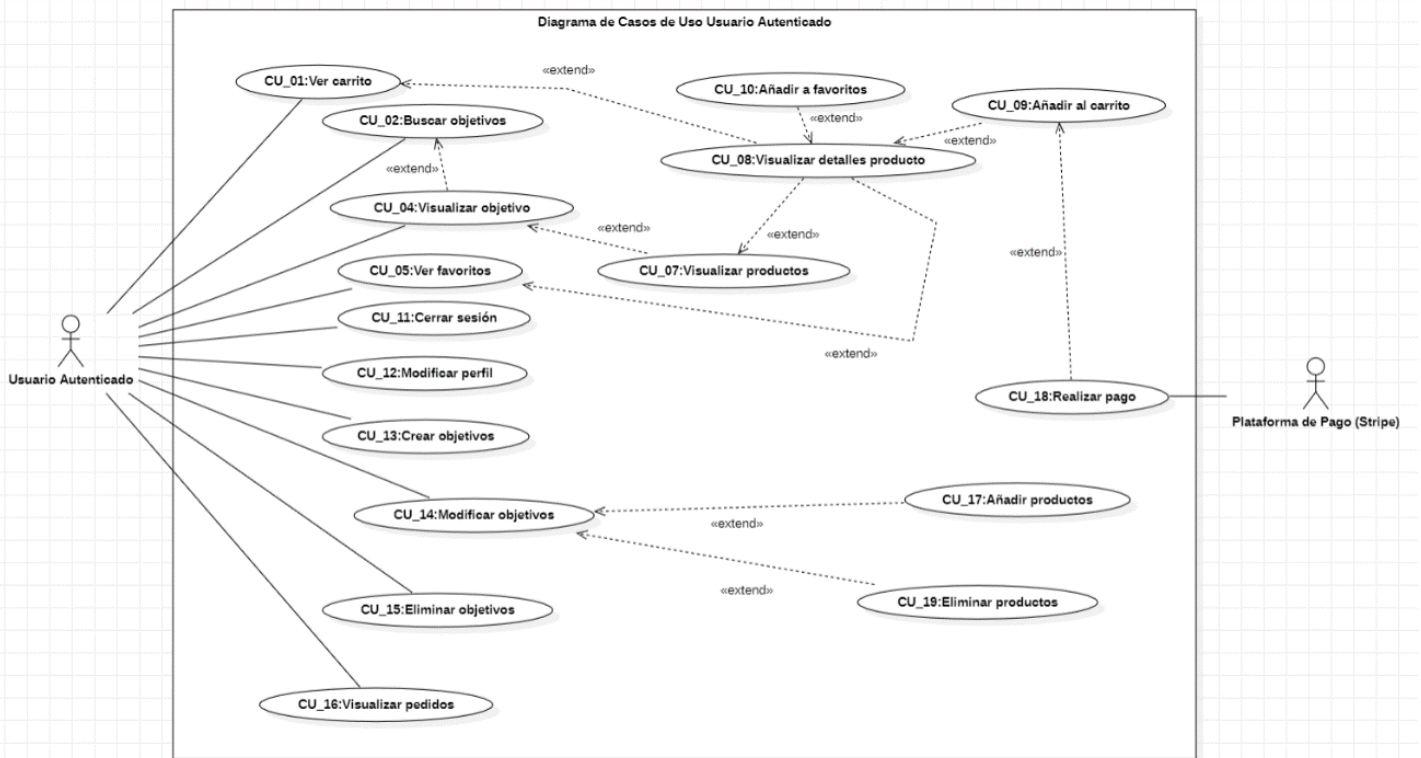 Diagrama de Casos de Uso Usuario Autenticado
CU_01:Ver carrito
«extend»
CU_10:Añadir a favoritos
CU_09:Añadir al carrito
CU_02:Buscar objetivos
«extend»
«extend»
CU_08:Visualizar detalles producto
«extend»
CU_04:Visualizar objetivo
«extend»
«extend»
«extend»
CU_05:Ver favoritos
CU_07:Visualizar productos
CU_11:Cerrar sesión
«extend»
CU_12:Modificar perfil
Usuario Autenticado
CU_18:Realizar pago
Plataforma de Pago (Stripe)
CU_13:Crear objetivos
CU_17:Añadir productos
CU_14:Modificar objetivos
«extend»
«extend»
CU_15:Eliminar objetivos
CU_19:Eliminar productos
CU_16:Visualizar pedidos